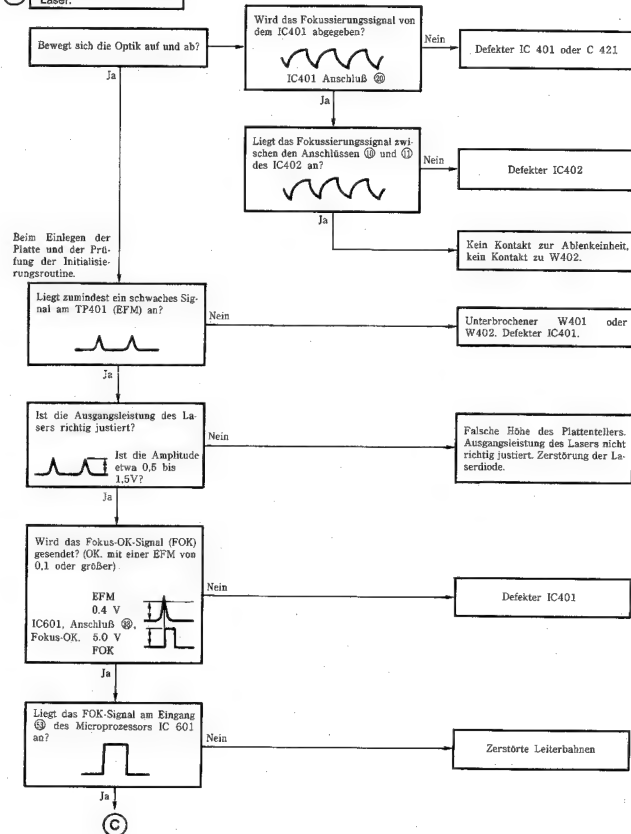 Laser.
Bewegt sich die Optik auf und ab?
Ja
Wird das Fokussierungssignal von
dem IC401 abgegeben?
IC401 Anschluß ⑳
Nein
Defekter IC 401 oder C 421
Ja
Liegt das Fokussierungssignal zwi-
schen den Anschlüssen ⑩ und ⑪
des IC402 an?
Nein
Defekter IC402
Ja
Kein Kontakt zur Ablenkeinheit,
kein Kontakt zu W402.
Beim Einlegen der
Platte und der Prü-
fung der Initialisie-
rungsroutine.
Liegt zumindest ein schwaches Sig-
nal am TP401 (EFM) an?
Nein
Unterbrochener W401 oder
W402. Defekter IC401.
Ja
Ist die Ausgangsleistung des La-
sers richtig justiert?
Ist die Amplitude
etwa 0,5 bis
1,5V?
Nein
Falsche Höhe des Plattentellers.
Ausgangsleistung des Lasers nicht
richtig justiert. Zerstörung der La-
serdiode.
Ja
Wird das Fokus-OK-Signal (FOK)
gesendet? (OK. mit einer EFM von
0,1 oder größer)
EFM
0.4 V
IC601, Anschluß
Fokus-OK. 5.0 V
FOK
Nein
Defekter IC401
Ja
Liegt das FOK-Signal am Eingang
des Microprozessors IC 601
an?
Nein
Zerstörte Leiterbahnen
Ja
C